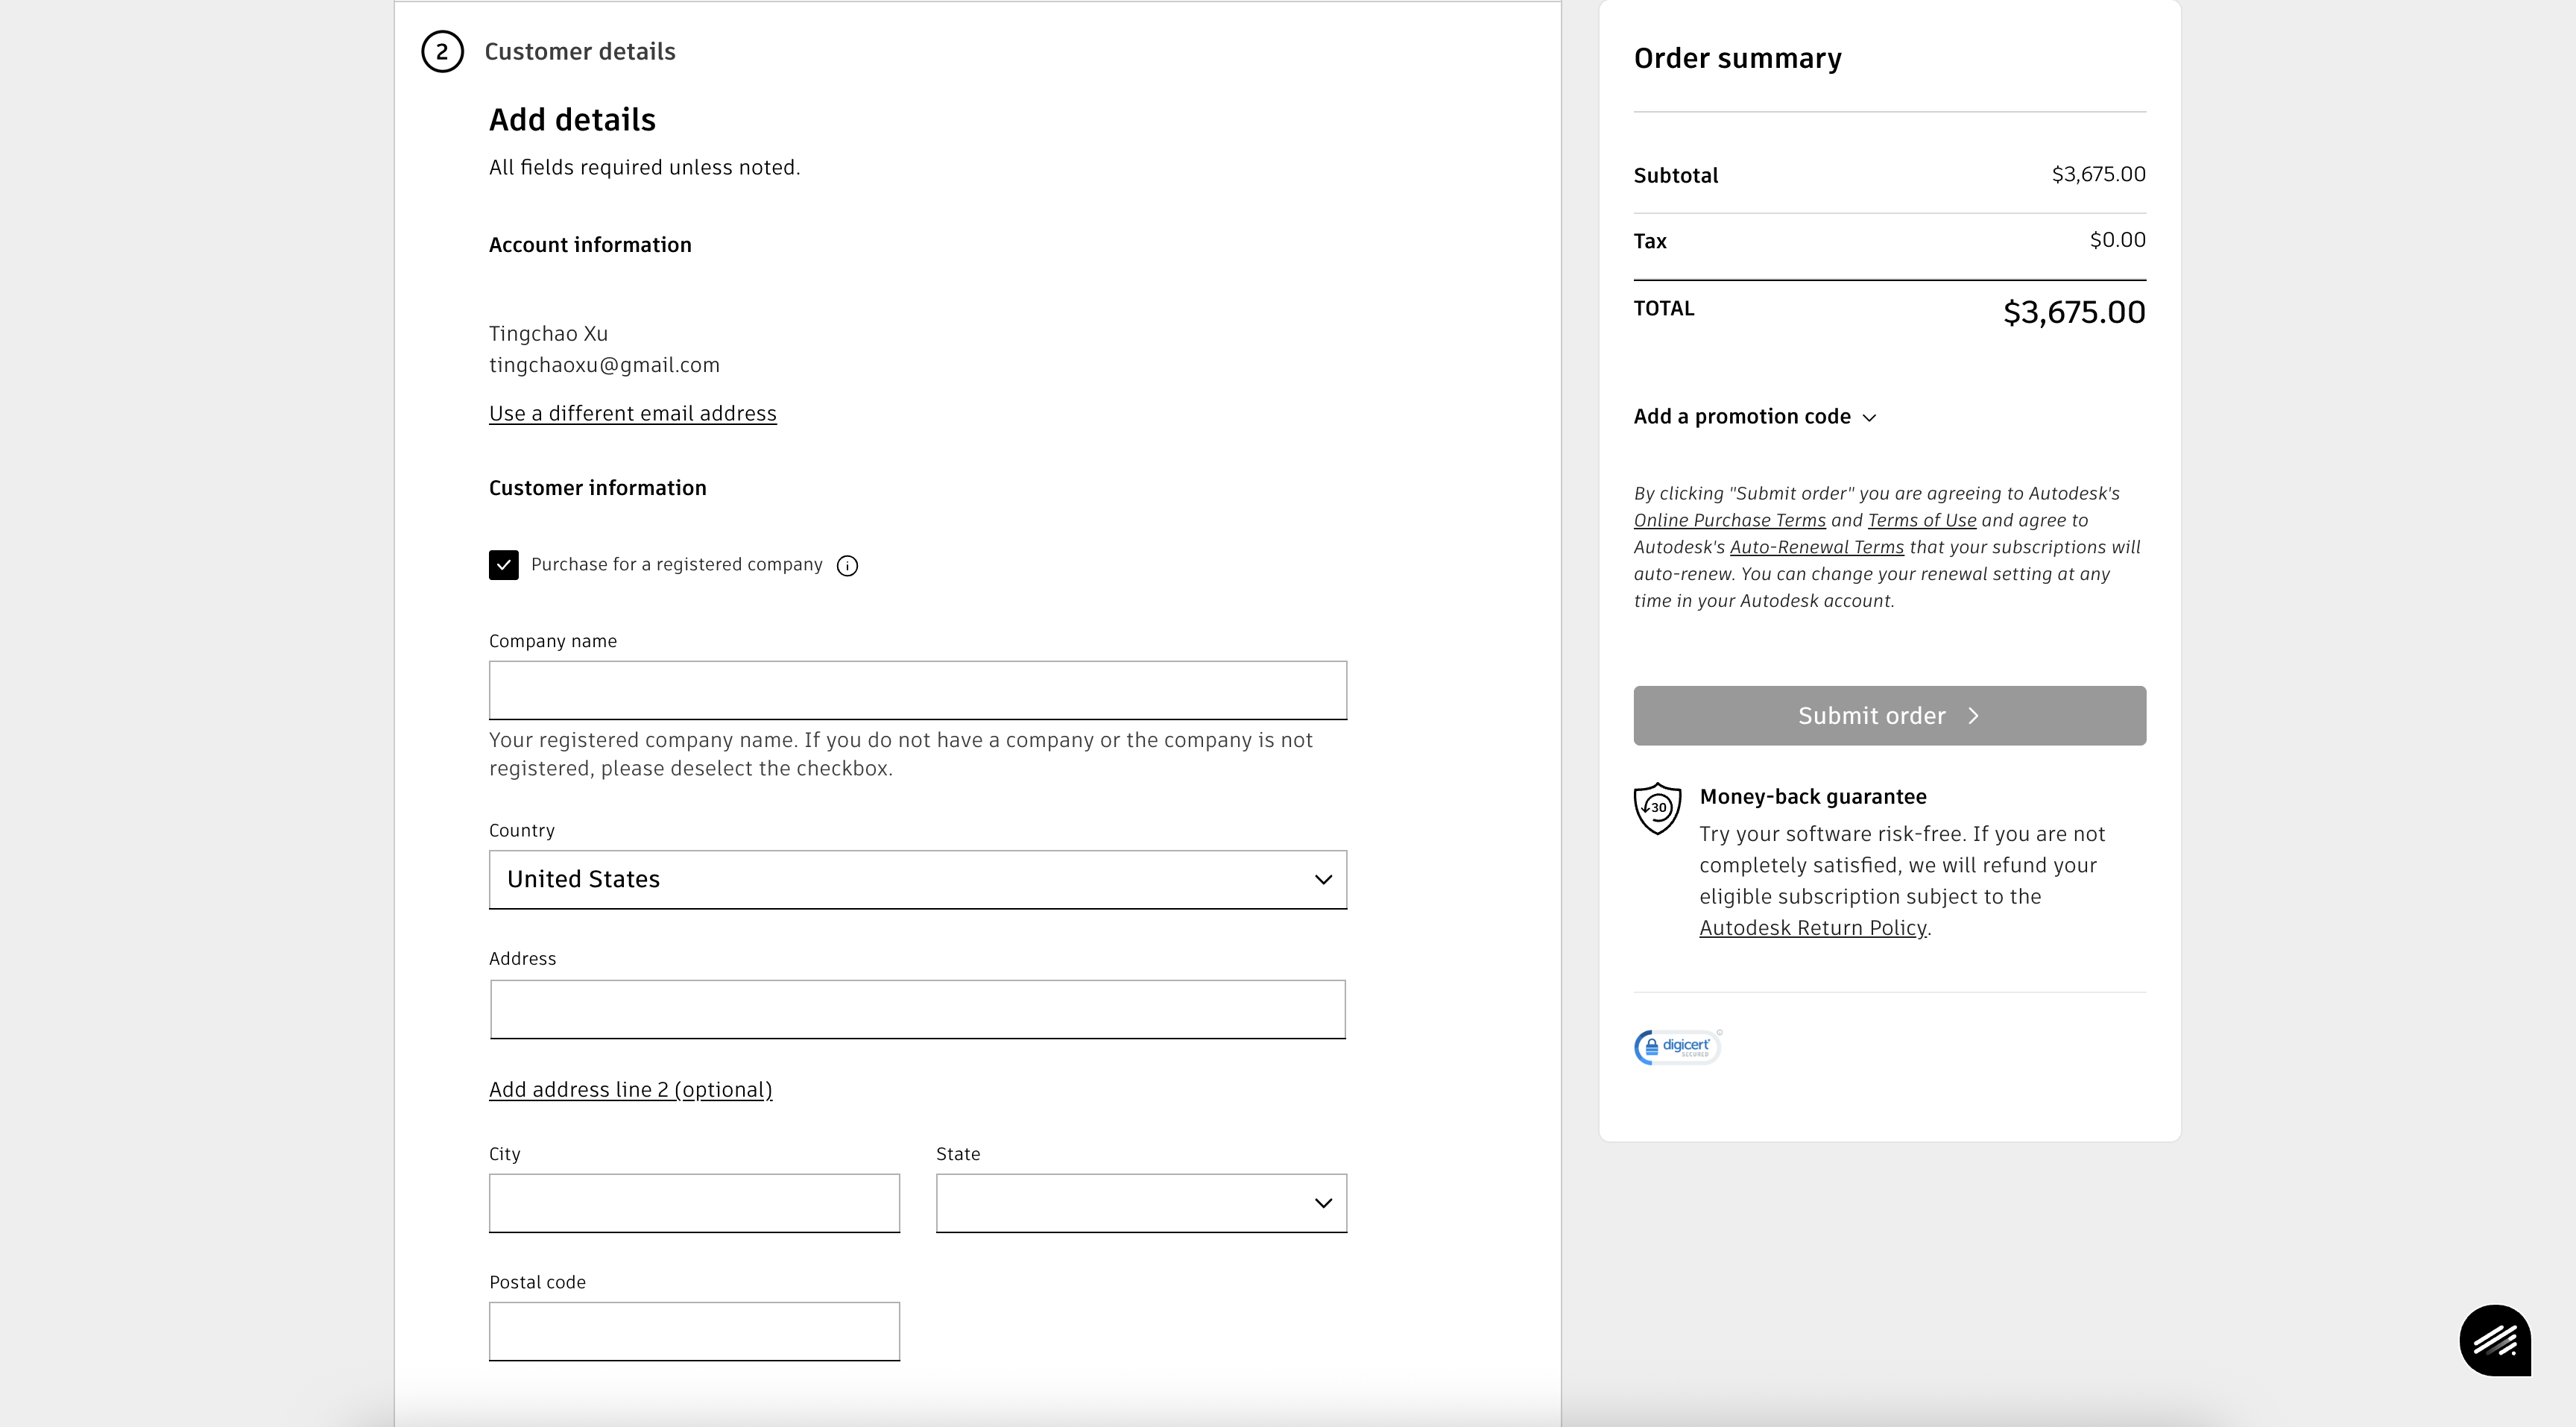 2
Customer details
Add details
All fields required unless noted.
Account information
Tingchao Xu
tingchaoxu@gmail.com
Use a different email address
Customer information
Purchase for a registered company
Company name
Your registered company name. If you do not have a company or the company is not
registered, please deselect the checkbox.
Country
United States
Address
Add address line 2 (optional)
City
State
Postal code
Order summary
Subtotal $3,675.00
Tax $0.00
TOTAL $3,675.00
Add a promotion code
By clicking "Submit order" you are agreeing to Autodesk's
Online Purchase Terms and Terms of Use and agree to
Autodesk's Auto-Renewal Terms that your subscriptions will
auto-renew. You can change your renewal setting at any
time in your Autodesk account.
Submit order
30
Money-back guarantee
Try your software risk-free. If you are not
completely satisfied, we will refund your
eligible subscription subject to the
Autodesk Return Policy.
digicert
SECURED